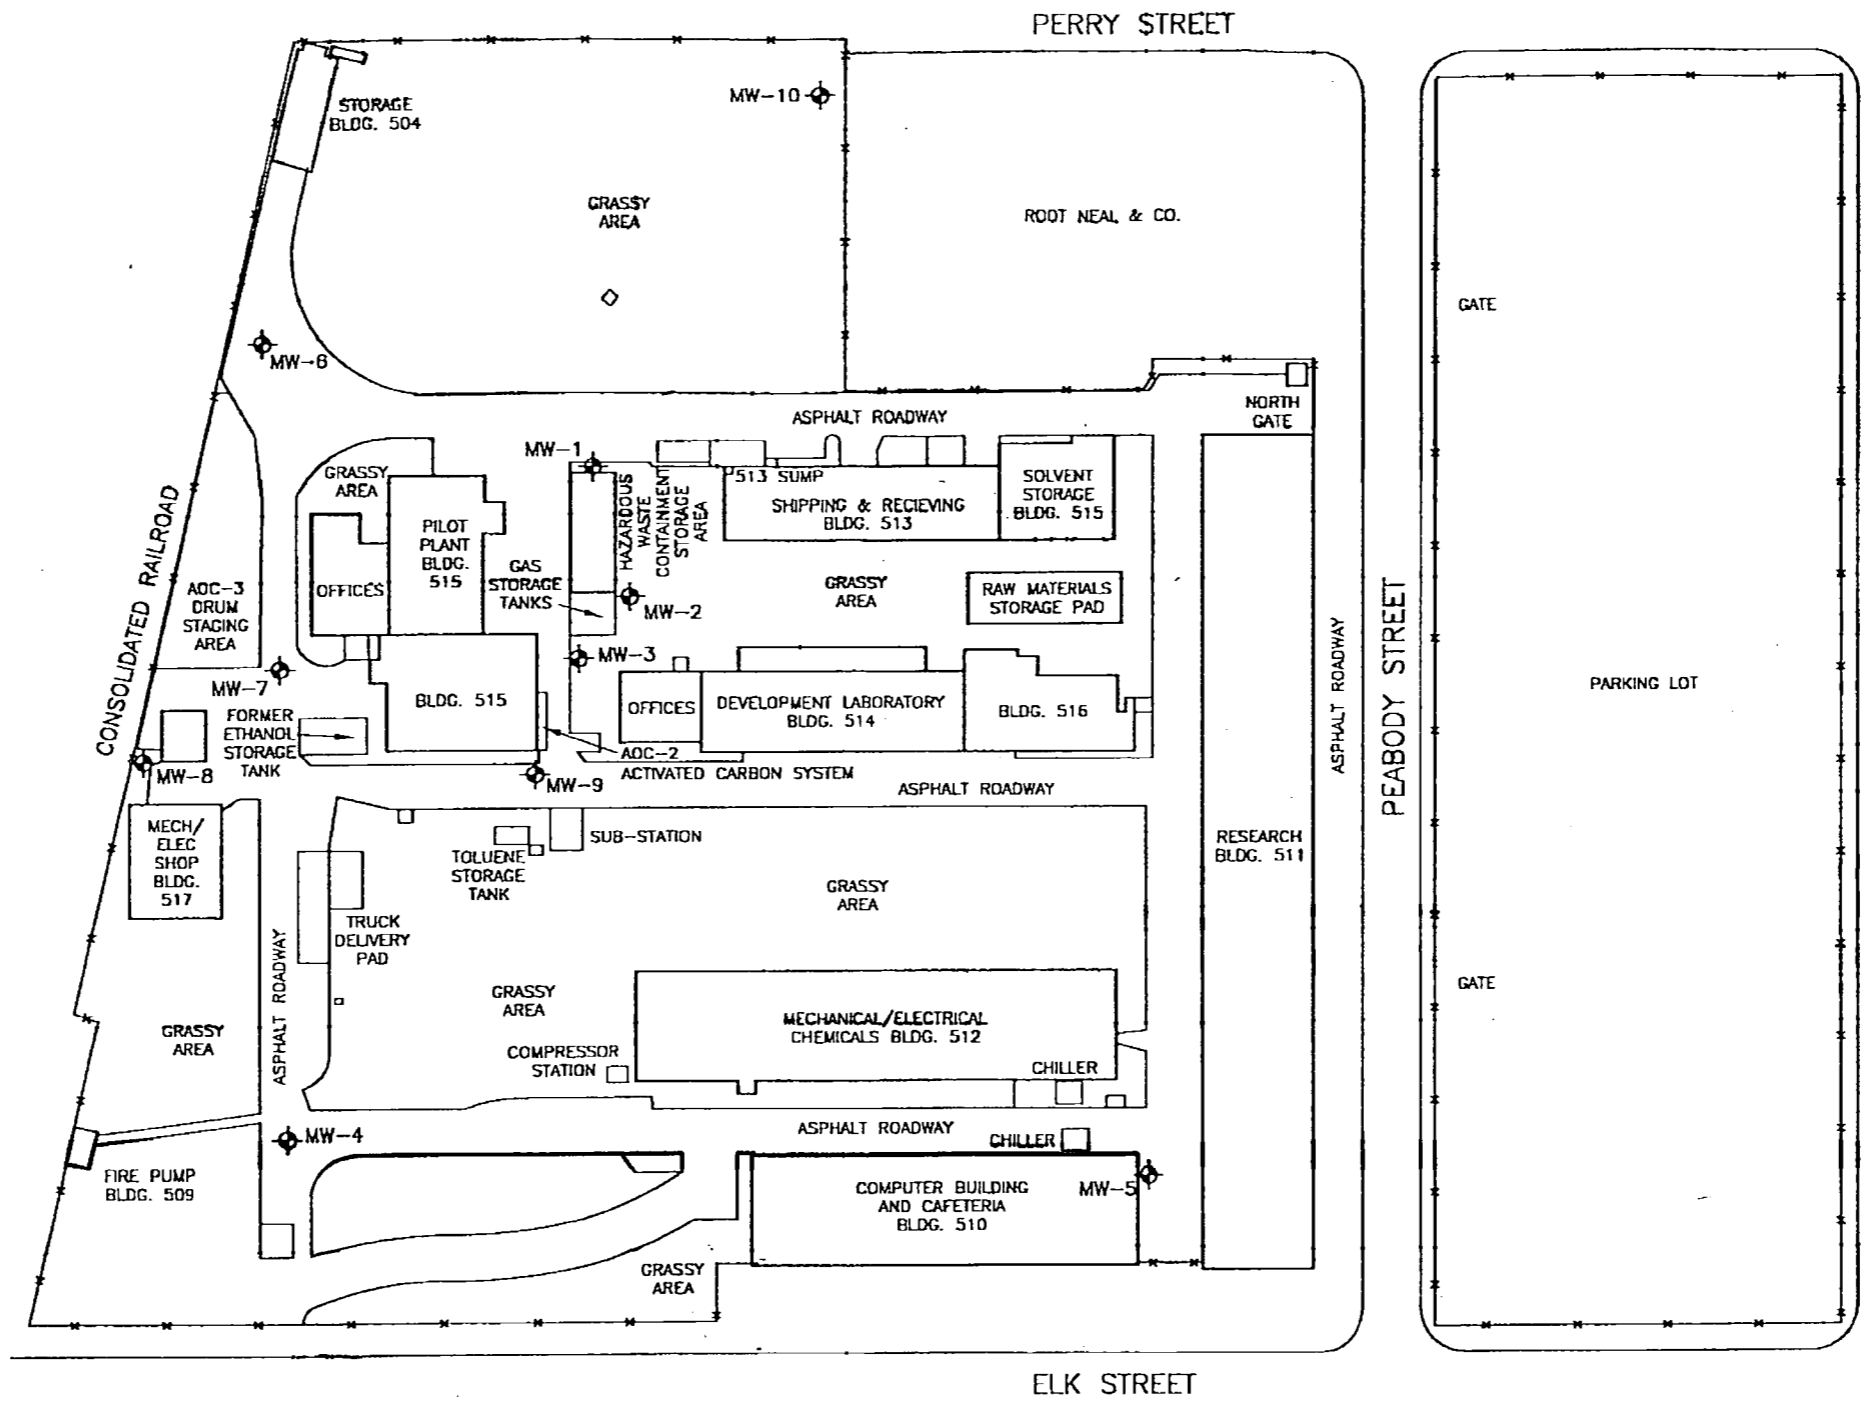 PERRY STREET
MW-10
STORAGE
BLDG. 504
GRASSY
AREA
ROOT NEAL & CO.
GATE
MW-6
NORTH
GATE
ASPHALT ROADWAY
MW-1
GRASSY
AREA
513 SUMP
SHIPPING & RECIEVING
BLDG. 513
SOLVENT
STORAGE
BLDG. 515
HAZARDOUS
WASTE
CONTAINMENT
STORAGE
AREA
PILOT
PLANT
BLDG.
515
OFFICES
GAS
STORAGE
TANKS
MW-2
GRASSY
AREA
RAW MATERIALS
STORAGE PAD
CONSOLIDATED RAILROAD
AOC-3
DRUM
STAGING
AREA
MW-3
MW-7
BLDG. 515
OFFICES
DEVELOPMENT LABORATORY
BLDG. 514
BLDG. 516
ASPHALT ROADWAY
PEABODY STREET
PARKING LOT
FORMER
ETHANOL
STORAGE
TANK
AOC-2
ACTIVATED CARBON SYSTEM
MW-8
MW-9
ASPHALT ROADWAY
MECH/
ELEC
SHOP
BLDG.
517
SUB-STATION
TOLUENE
STORAGE
TANK
RESEARCH
BLDG. 511
GRASSY
AREA
TRUCK
DELIVERY
PAD
ASPHALT ROADWAY
GRASSY
AREA
GATE
GRASSY
AREA
MECHANICAL/ELECTRICAL
CHEMICALS BLDG. 512
COMPRESSOR
STATION
CHILLER
MW-4
ASPHALT ROADWAY
CHILLER
FIRE PUMP
BLDG. 509
COMPUTER BUILDING
AND CAFETERIA
BLDG. 510
MW-5
GRASSY
AREA
ELK STREET